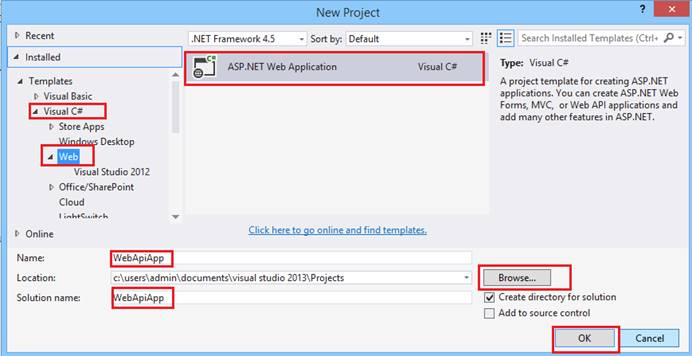 New Project
? x
Recent
.NET Framework 4.5 Sort by: Default
Search Installed Templates (Ctrl+
Installed
Templates
Visual Basic
Visual C#
Store Apps
Windows Desktop
Web
Visual Studio 2012
Office/SharePoint
Cloud
LightSwitch
Online
C#
ASP.NET Web Application Visual C#
Type: Visual C#
A project template for creating ASP.NET
applications. You can create ASP.NET Web
Forms, MVC, or Web API applications and
add many other features in ASP.NET.
Click here to go online and find templates.
Name: WebApiApp
Location: c:\users\admin\documents\visual studio 2013\Projects Browse...
Solution name: WebApiApp
Create directory for solution
Add to source control
OK Cancel